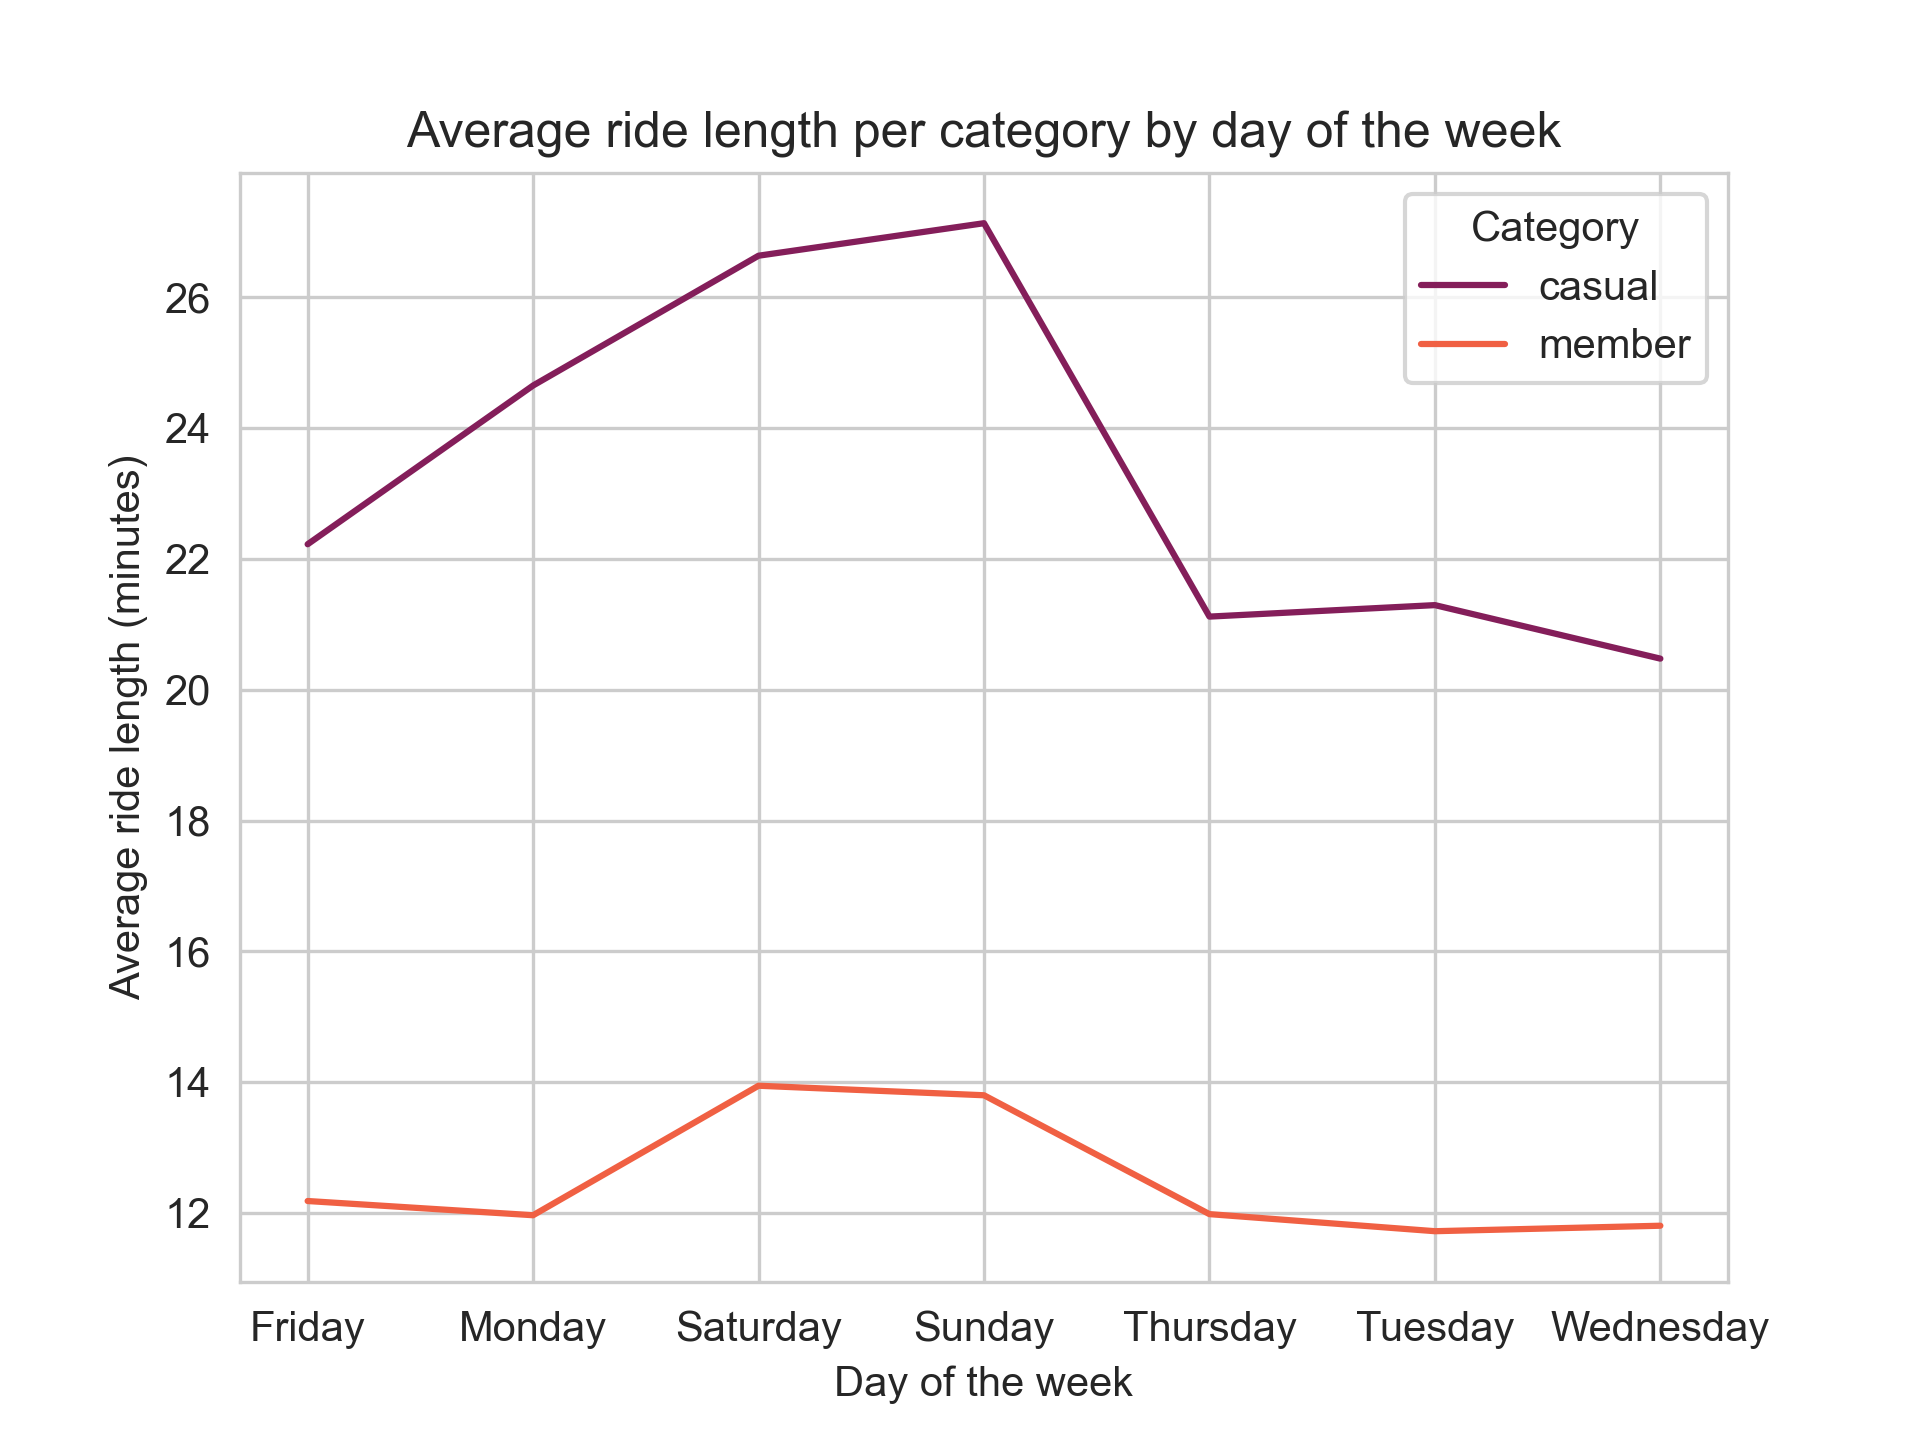 Average ride length per category by day of the week
Category
casual
member
26
24
22
20
18
16
14
12
Average ride length (minutes)
Friday Monday Saturday Sunday Thursday Tuesday Wednesday
Day of the week